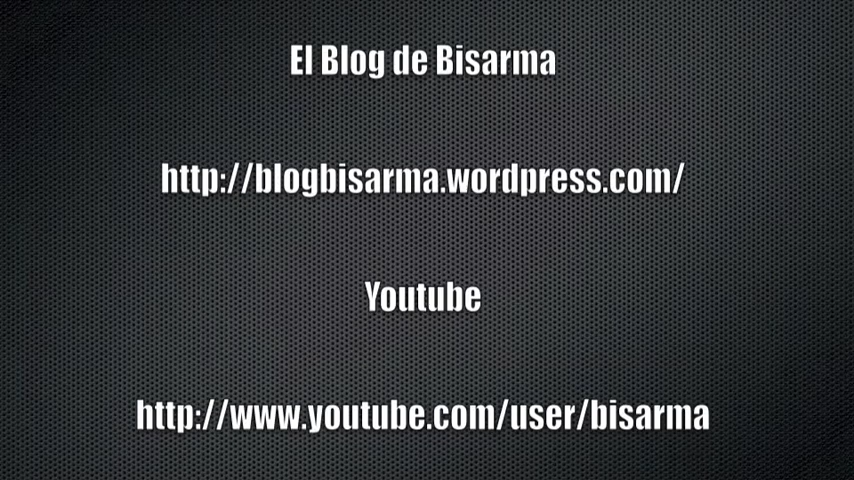 El Blog de Bisarma
http://blogbisarma.wordpress.com/
Youtube
http://www.youtube.com/user/bisarma